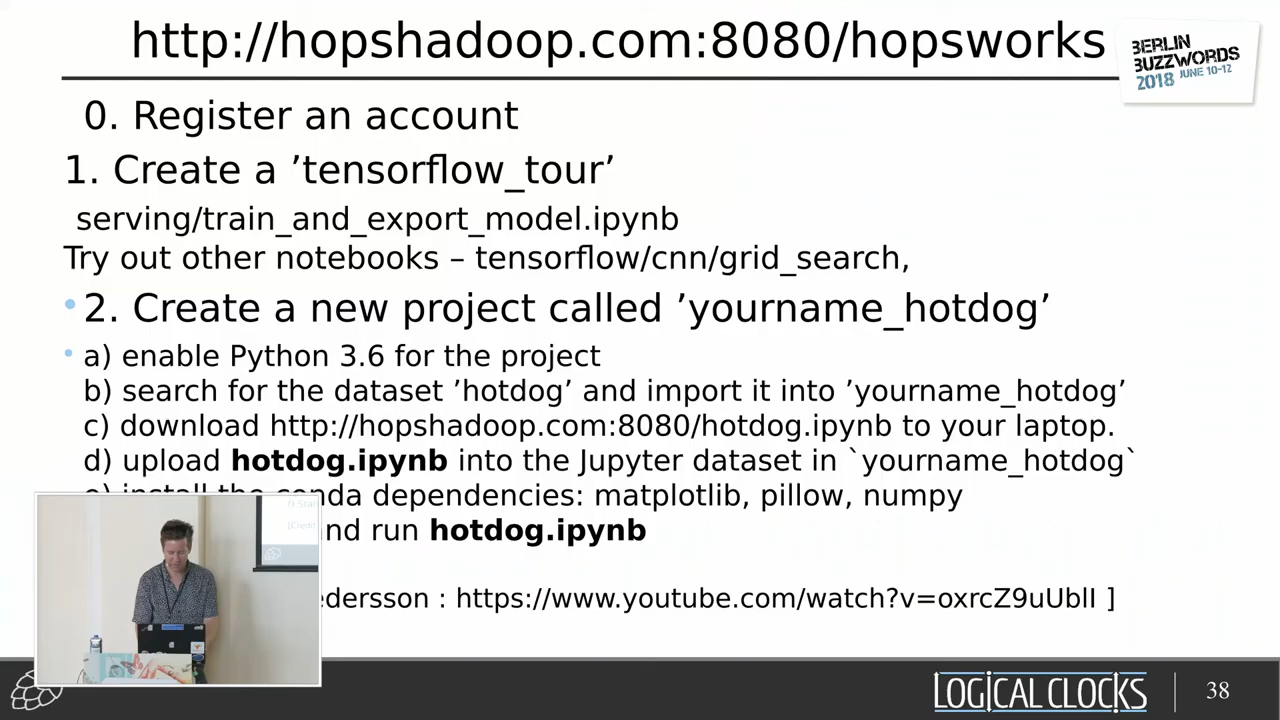 http://hopshadoop.com:8080/hopsworks
BERLIN
BUZZWORDS
2018 JUNE 10-12
0. Register an account
1. Create a ’tensorflow_tour’
serving/train_and_export_model.ipynb
Try out other notebooks – tensorflow/cnn/grid_search,
• 2. Create a new project called ’yourname_hotdog’
• a) enable Python 3.6 for the project
b) search for the dataset ’hotdog’ and import it into ’yourname_hotdog’
c) download http://hopshadoop.com:8080/hotdog.ipynb to your laptop.
d) upload hotdog.ipynb into the Jupyter dataset in `yourname_hotdog`
e) install the conda dependencies: matplotlib, pillow, numpy
and run hotdog.ipynb
edersson : https://www.youtube.com/watch?v=oxrcZ9uUblI ]
LOGICAL CLOCKS
38